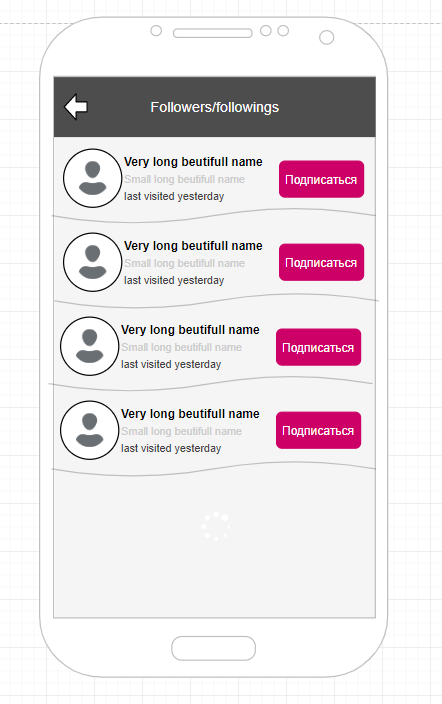 Followers/followings
Very long beutifull name
Small long beutifull name
last visited yesterday
Подписаться
Very long beutifull name
Small long beutifull name
last visited yesterday
Подписаться
Very long beutifull name
Small long beutifull name
last visited yesterday
Подписаться
Very long beutifull name
Small long beutifull name
last visited yesterday
Подписаться